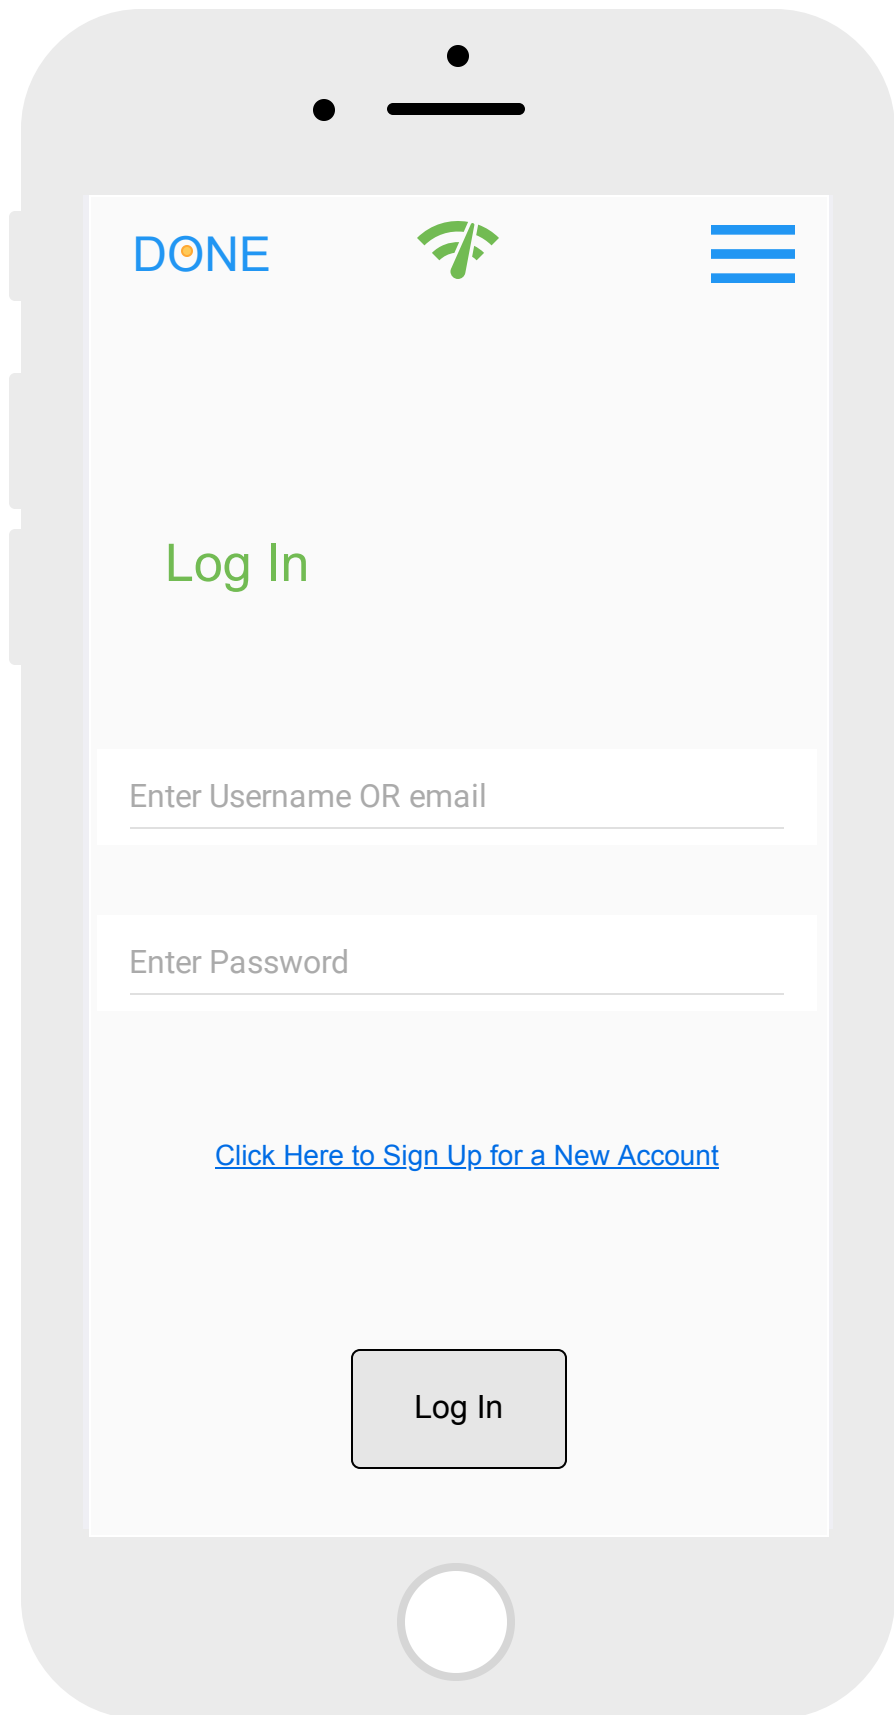 DONE
Log In
Enter Username OR email
Enter Password
Click Here to Sign Up for a New Account
Log In